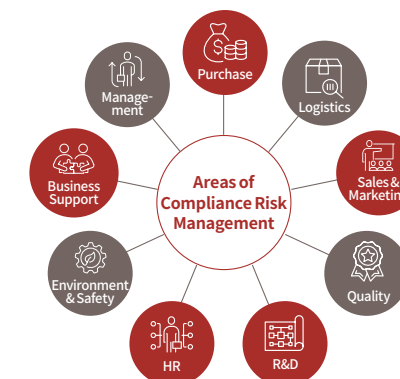 Purchase
Logistics
Sales &
Marketin
Quality
R&D
HR
Environment
& Safety
Business
Support
Manage-
ment
Areas of
Compliance Risk
Management